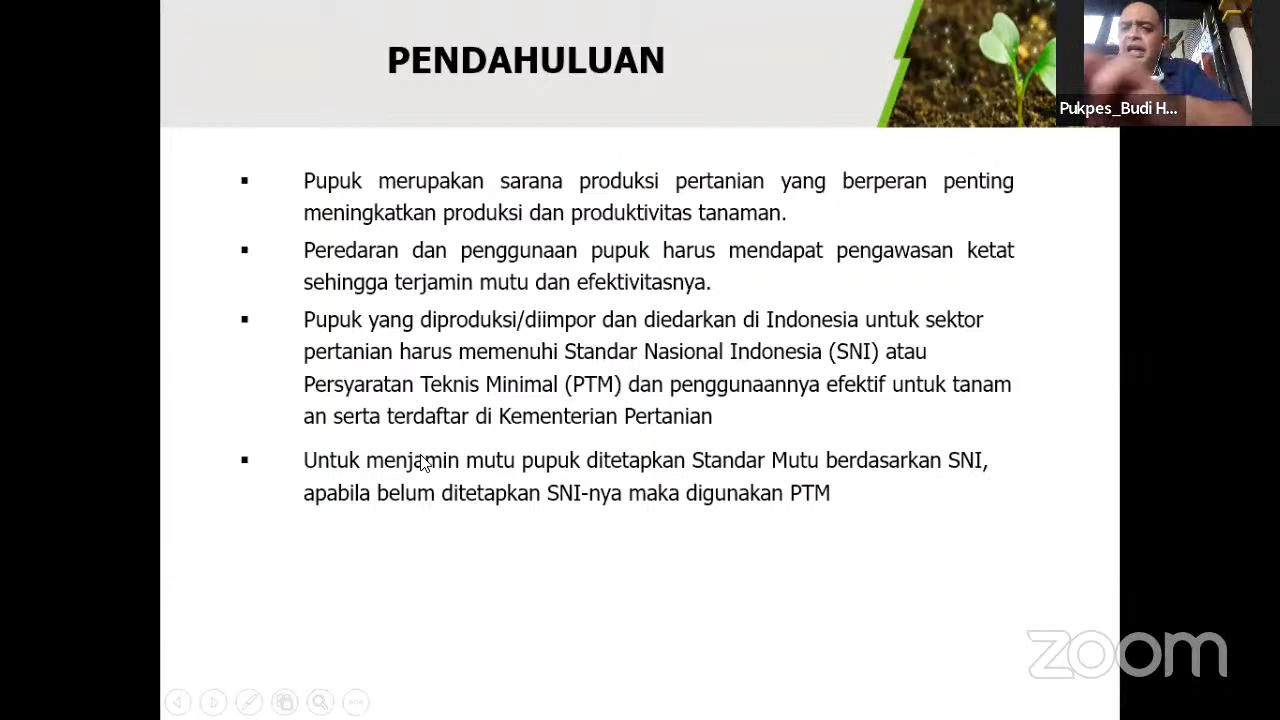 PENDAHULUAN
Pukpes_Budi H...
▪ Pupuk merupakan sarana produksi pertanian yang berperan penting
meningkatkan produksi dan produktivitas tanaman.
▪ Peredaran dan penggunaan pupuk harus mendapat pengawasan ketat
sehingga terjamin mutu dan efektivitasnya.
▪ Pupuk yang diproduksi/diimpor dan diedarkan di Indonesia untuk sektor
pertanian harus memenuhi Standar Nasional Indonesia (SNI) atau
Persyaratan Teknis Minimal (PTM) dan penggunaannya efektif untuk tanam
an serta terdaftar di Kementerian Pertanian
▪ Untuk menjamin mutu pupuk ditetapkan Standar Mutu berdasarkan SNI,
apabila belum ditetapkan SNI-nya maka digunakan PTM
zoom